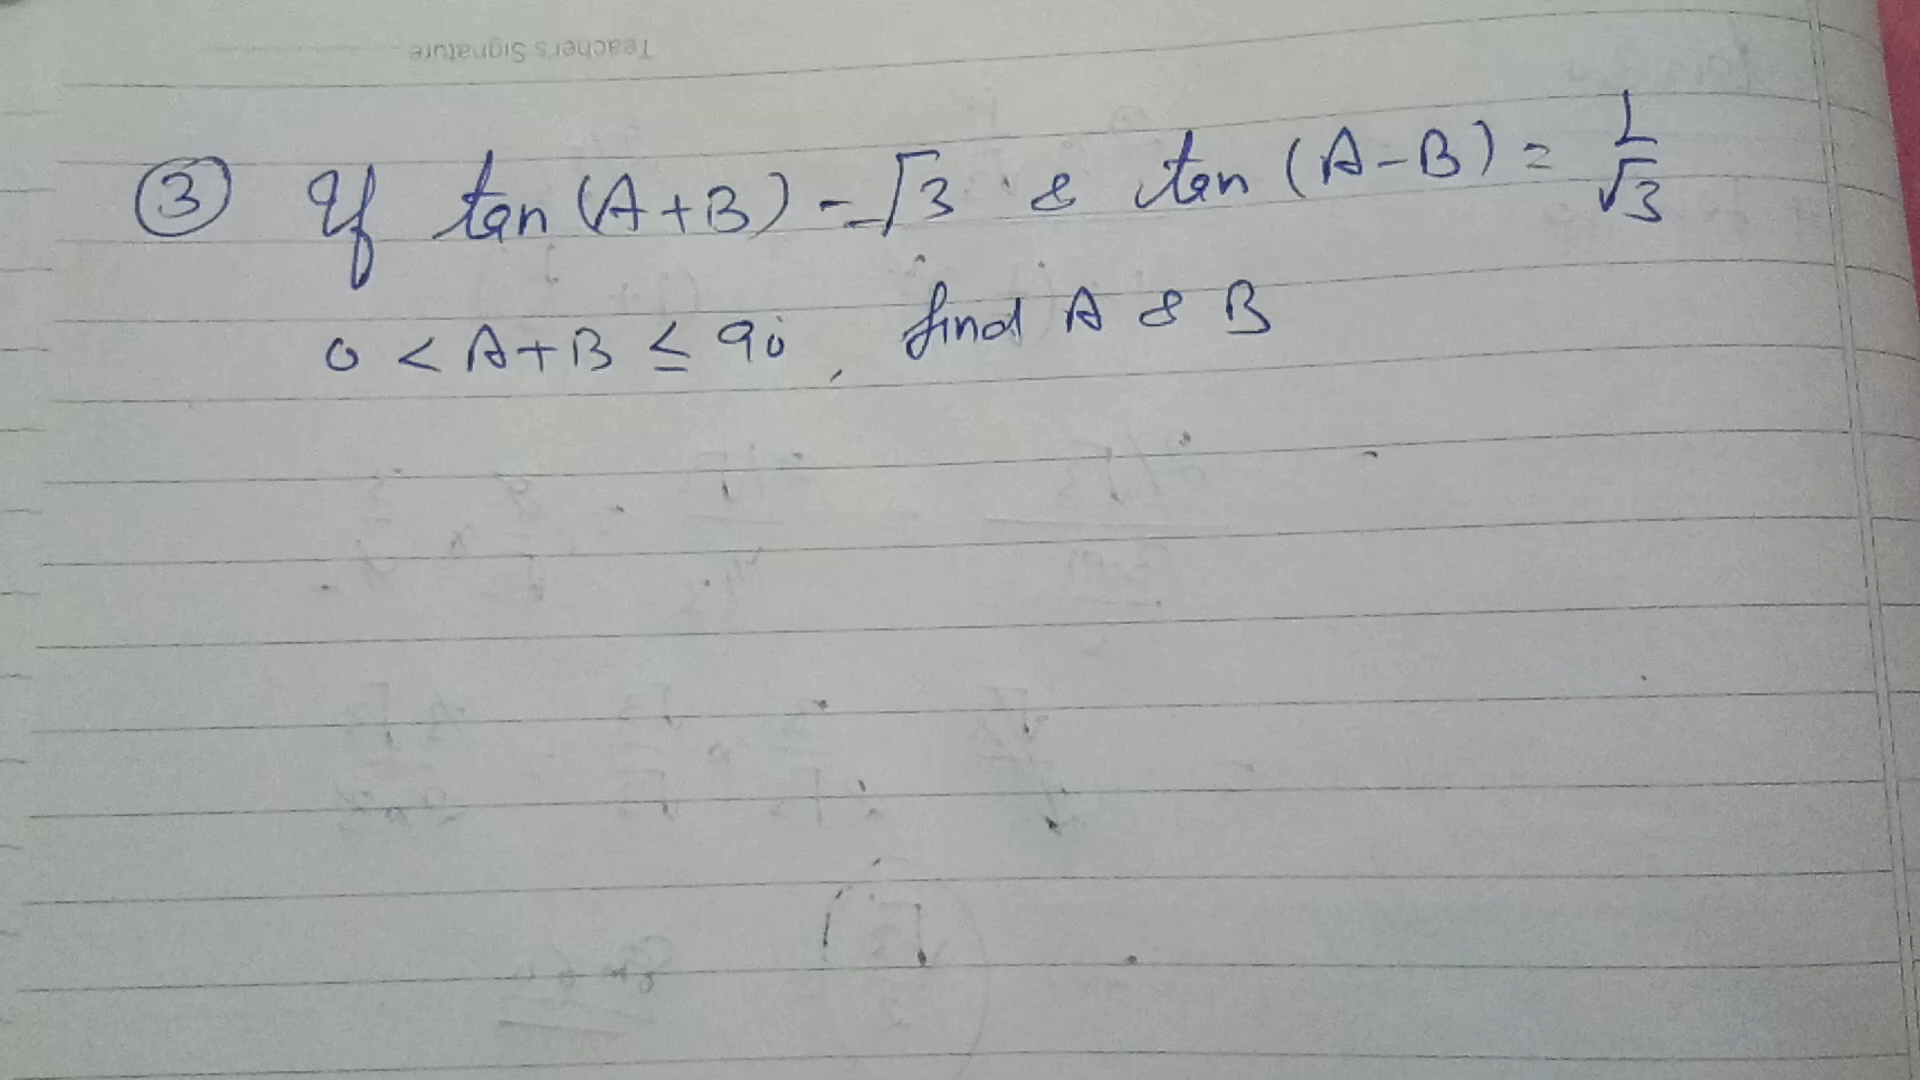 Teacher's Signature
③ If tan (A+B) = √3 & tan (A-B) = 1/√3
0 < A+B ≤ 90°, find A & B